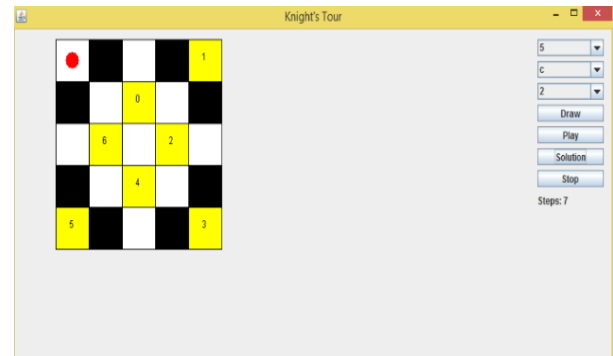 Knight's Tour
1
0
6 2
4
5 3
5
c
2
Draw
Play
Solution
Stop
Steps: 7